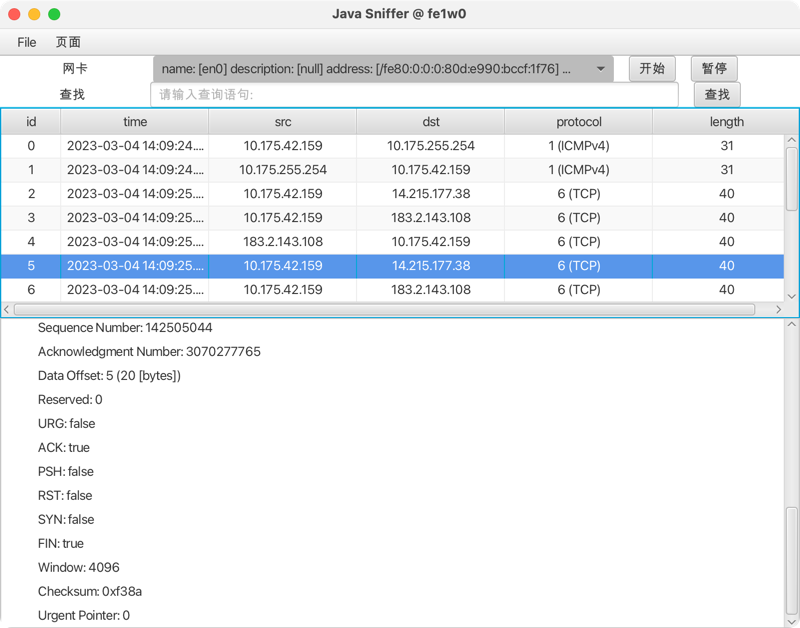 Java Sniffer @ fe1w0
File 页面
网卡 name: [en0] description: [null] address: [/fe80:0:0:0:80d:e990:bccf:1f76] ... 开始 暂停
查找 请输入查询语句: 查找
id time src dst protocol length
0 2023-03-04 14:09:24.... 10.175.42.159 10.175.255.254 1 (ICMPv4) 31
1 2023-03-04 14:09:24.... 10.175.255.254 10.175.42.159 1 (ICMPv4) 31
2 2023-03-04 14:09:25.... 10.175.42.159 14.215.177.38 6 (TCP) 40
3 2023-03-04 14:09:25.... 10.175.42.159 183.2.143.108 6 (TCP) 40
4 2023-03-04 14:09:25.... 183.2.143.108 10.175.42.159 6 (TCP) 40
5 2023-03-04 14:09:25.... 10.175.42.159 14.215.177.38 6 (TCP) 40
6 2023-03-04 14:09:25.... 10.175.42.159 183.2.143.108 6 (TCP) 40
Sequence Number: 142505044
Acknowledgment Number: 3070277765
Data Offset: 5 (20 [bytes])
Reserved: 0
URG: false
ACK: true
PSH: false
RST: false
SYN: false
FIN: true
Window: 4096
Checksum: 0xf38a
Urgent Pointer: 0